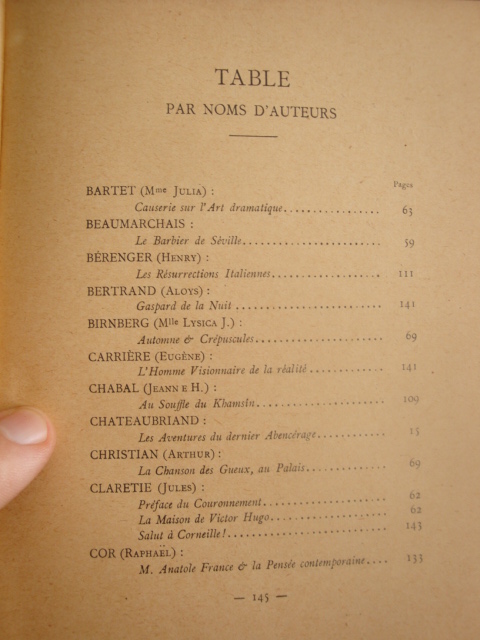 TABLE
PAR NOMS D'AUTEURS
Pages
BARTET (Mme JULIA) :
Causerie sur l'Art dramatique................ 63
BEAUMARCHAIS :
Le Barbier de Séville....................... 59
BÉRENGER (HENRY) :
Les Résurrections Italiennes.................. 111
BERTRAND (ALOYS) :
Gaspard de la Nuit ........................ 141
BIRNBERG (Mlle LYSICA J.) :
Automne & Crépuscules..................... 69
CARRIÈRE (EUGÈNE) :
L'Homme Visionnaire de la réalité ............ 141
CHABAL (JEANNE H.) :
Au Souffle du Khamsin..................... 109
CHATEAUBRIAND :
Les Aventures du dernier Abencérage........... 15
CHRISTIAN (ARTHUR) :
La Chanson des Gueux, au Palais............. 69
CLARETIE (JULES) :
Préface du Couronnement.................... 62
La Maison de Victor Hugo................... 62
Salut à Corneille!.......................... 143
COR (RAPHAËL) :
M. Anatole France & la Pensée contemporaine.... 133
— 145 —